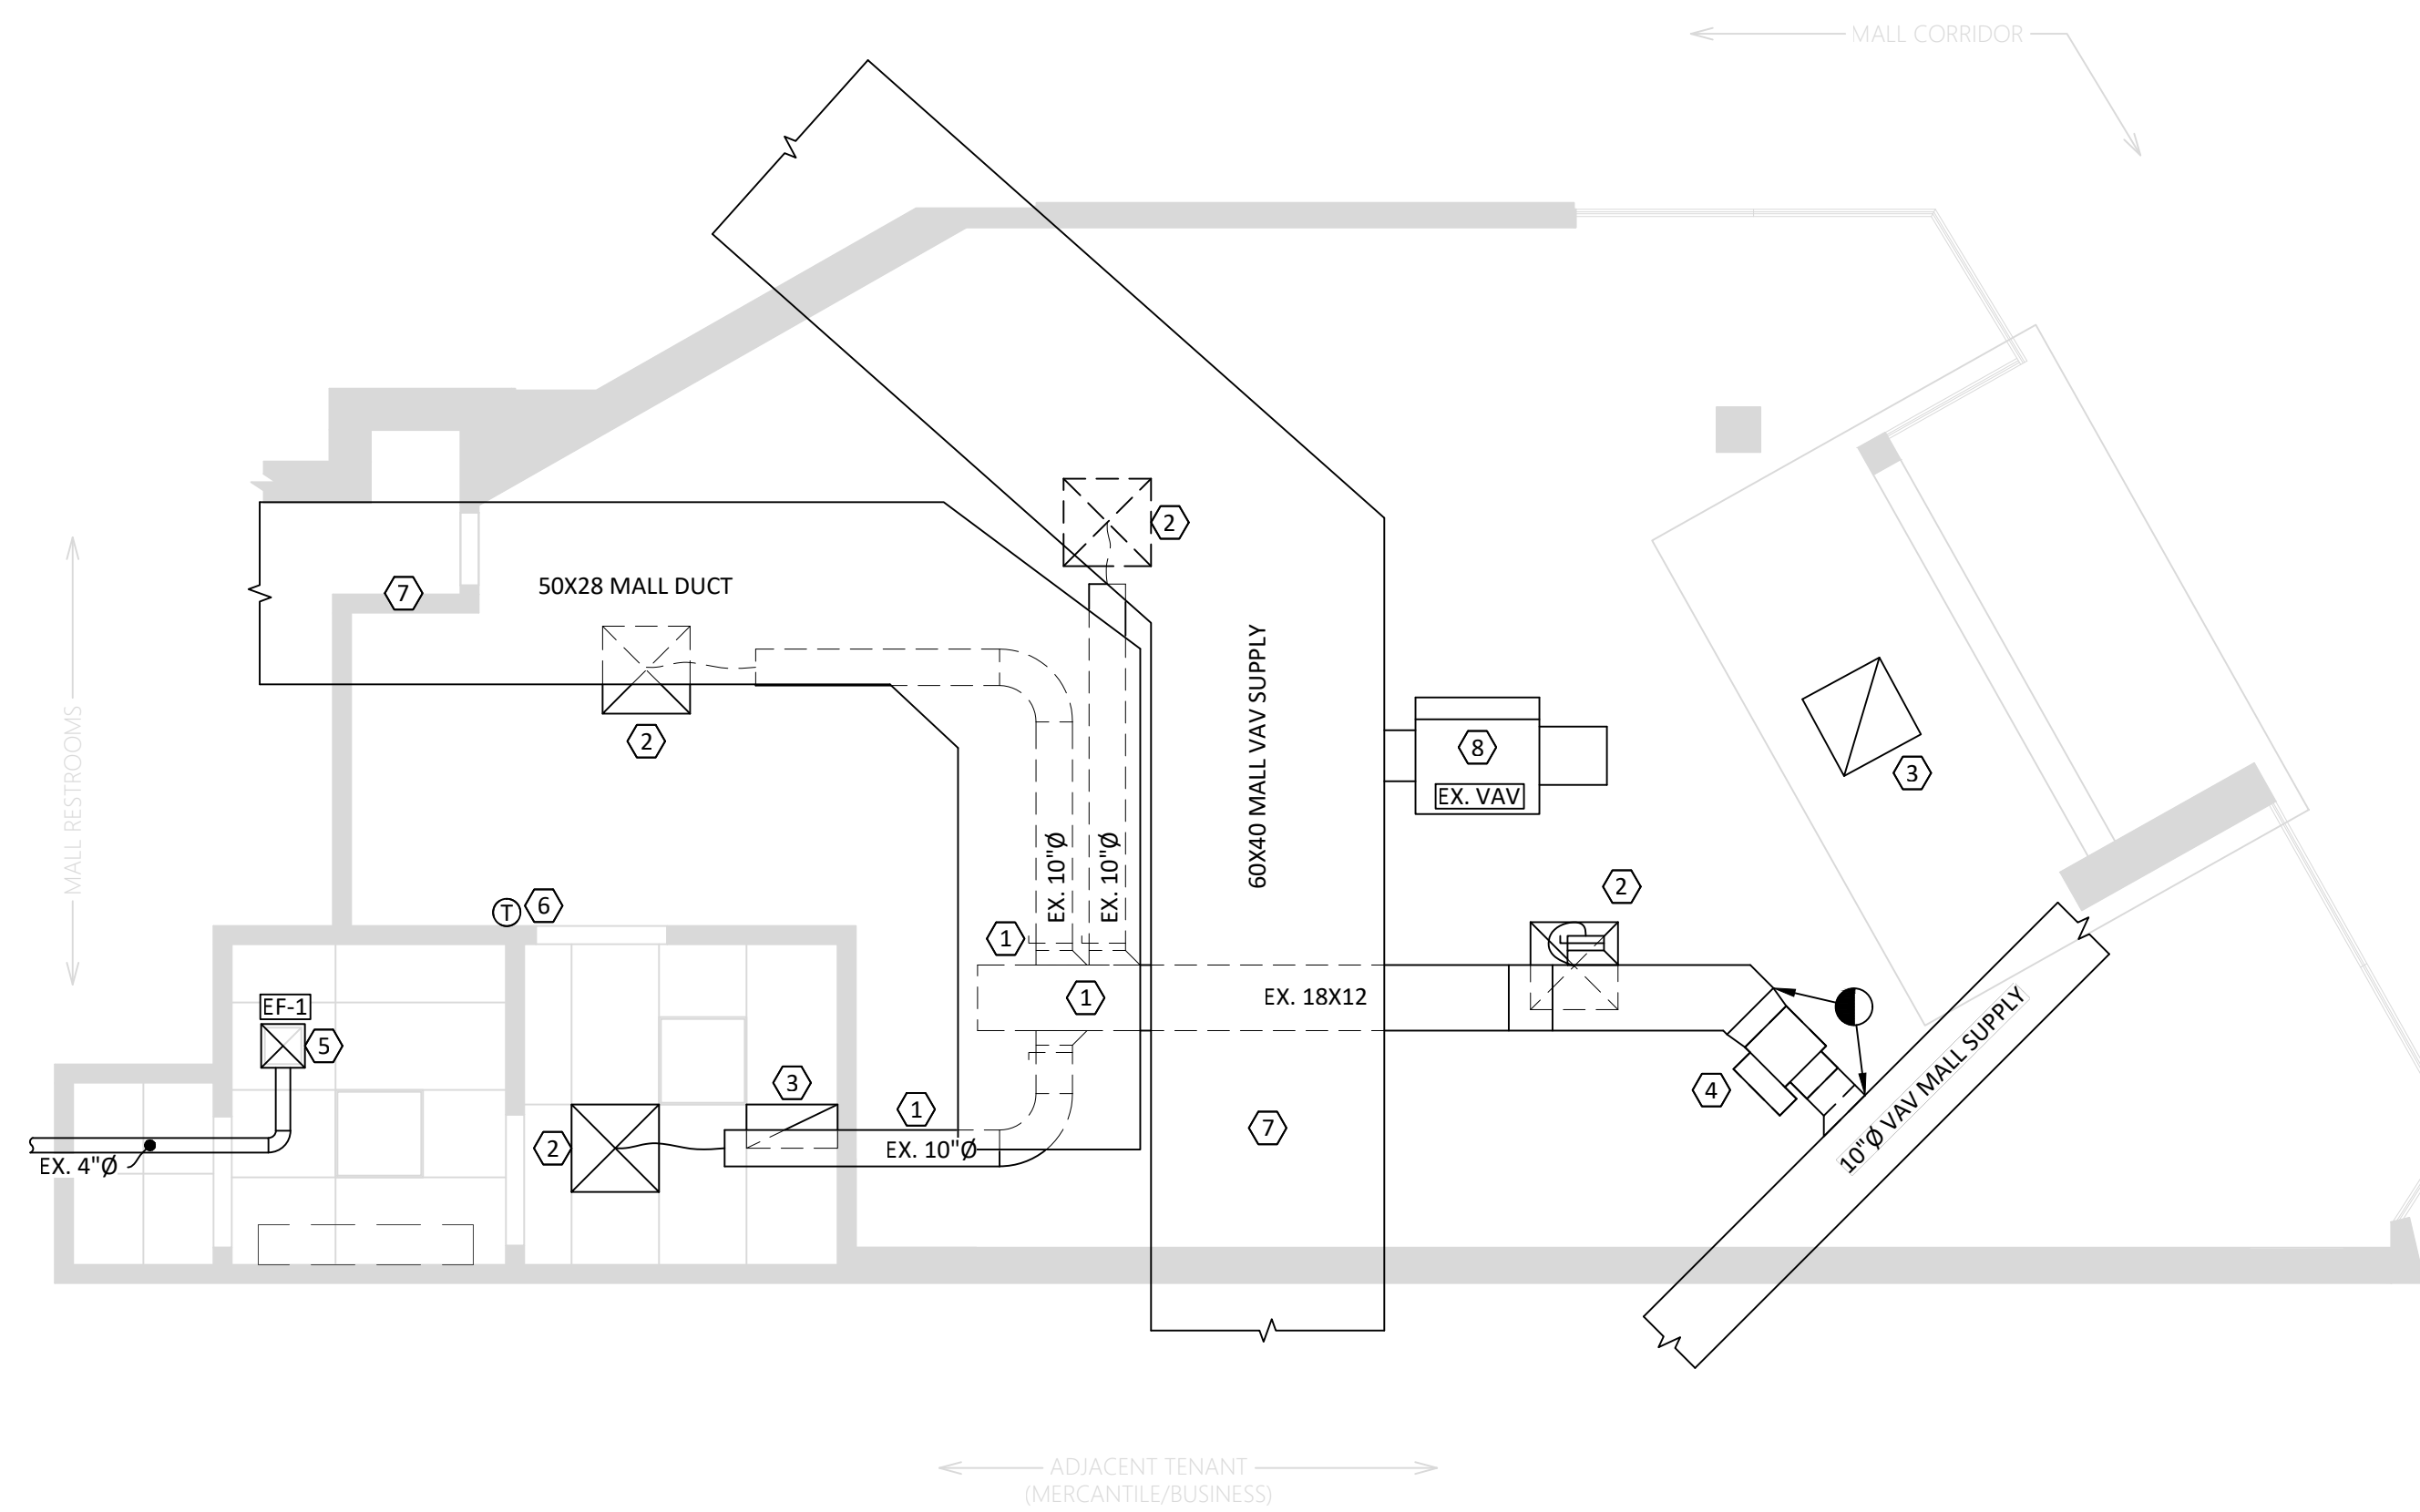 MALL CORRIDOR
2
50X28 MALL DUCT
7
MALL RESTROOMS
2
60X40 MALL VAV SUPPLY
8
EX. VAV
3
EX. 10"Ø
EX. 10"Ø
2
T
6
1
1
EX. 18X12
EF-1
5
3
1
4
10"Ø VAV MALL SUPPLY
2
EX. 10"Ø
7
EX. 4"Ø
ADJACENT TENANT
(MERCANTILE/BUSINESS)